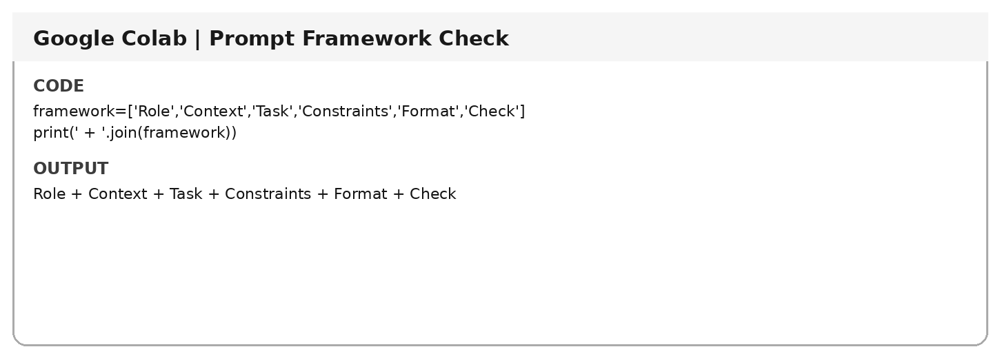 Google Colab | Prompt Framework Check
CODE
framework=['Role','Context','Task','Constraints','Format','Check']
print(' + '.join(framework))
OUTPUT
Role + Context + Task + Constraints + Format + Check